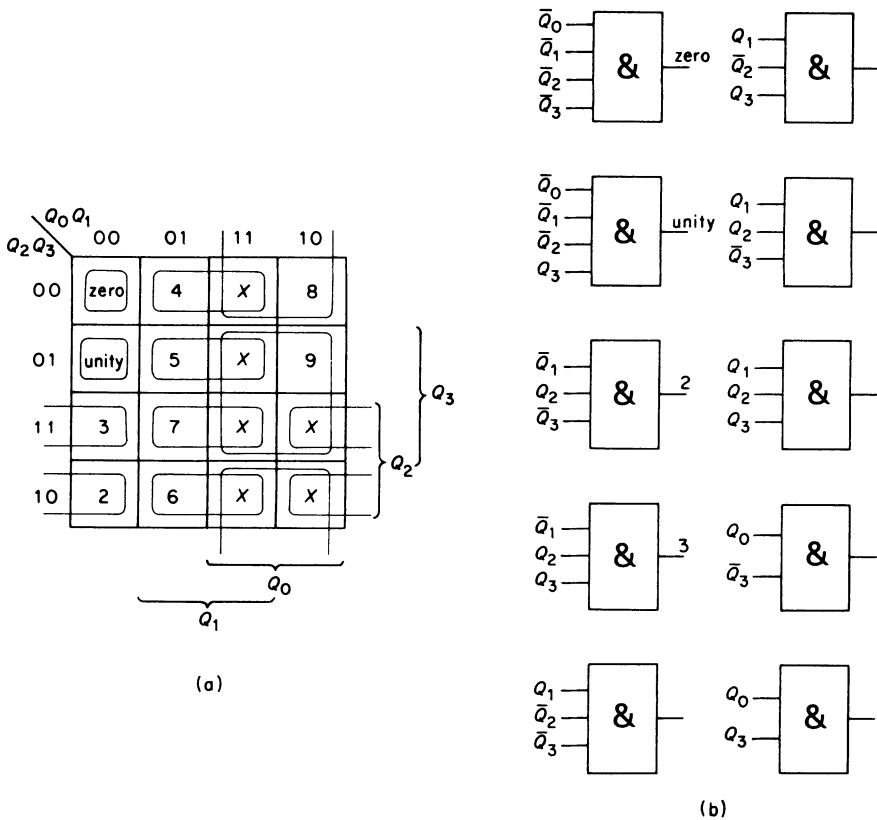 Q̅0
Q̅1
Q̅2
Q̅3
&
zero
Q1
Q̅2
Q3
&
Q̅0
Q̅1
Q̅2
Q3
&
unity
Q1
Q2
Q̅3
&
Q̅1
Q2
Q̅3
&
2
Q1
Q2
Q3
&
Q̅1
Q2
Q3
&
3
Q0
Q̅3
&
Q1
Q̅2
Q̅3
&
Q0
Q3
&
(b)
Q0Q1
Q2Q3
00 01 11 10
00 zero 4 X 8
01 unity 5 X 9
11 3 7 X X
10 2 6 X X
Q3
Q2
Q0
Q1
(a)